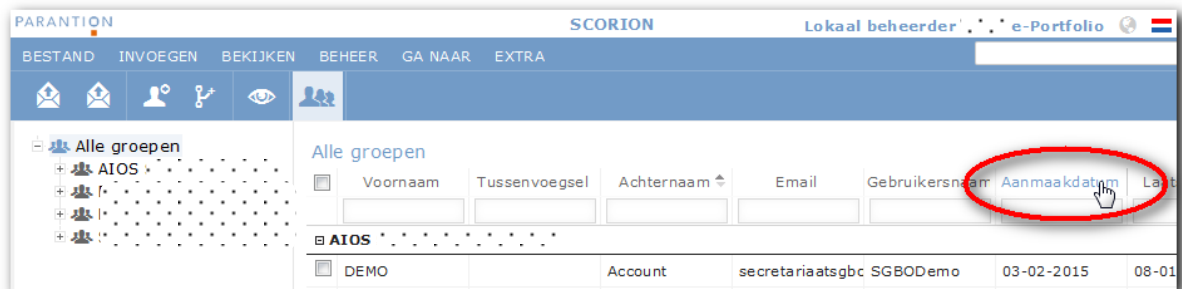 PARANTION SCORION Lokaal beheerder e-Portfolio
BESTAND INVOEGEN BEKIJKEN BEHEER GA NAAR EXTRA
Alle groepen
AIOS
Alle groepen
Voornaam Tussenvoegsel Achternaam Email Gebruikersnaam Aanmaakdatum
AIOS
DEMO Account secretariaatsgbo SGBODemo 03-02-2015 08-01